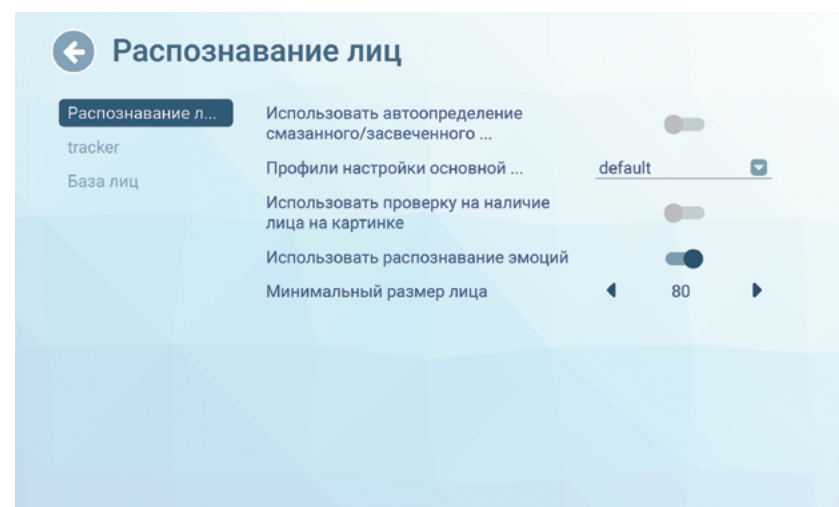 Распознавание лиц
Распознавание л...
tracker
База лиц
Использовать автоопределение
смазанного/засвеченного ...
Профили настройки основной ...
default
Использовать проверку на наличие
лица на картинке
Использовать распознавание эмоций
Минимальный размер лица
80